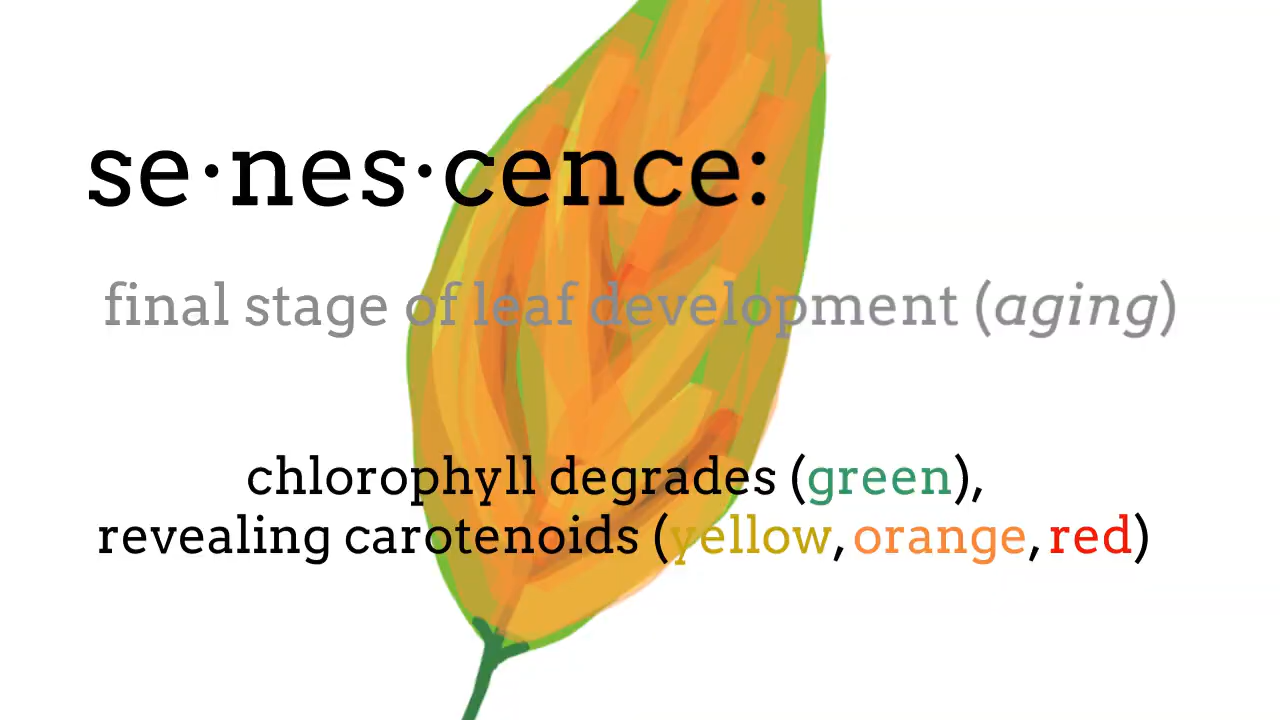 se·nes·cence:
final stage of leaf development (aging)
chlorophyll degrades (green),
revealing carotenoids (yellow, orange, red)